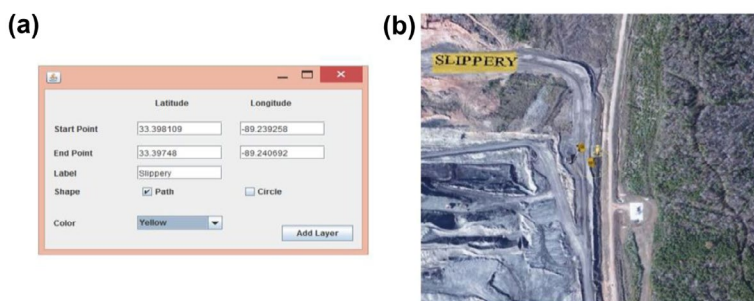 (a)
(b)
Latitude Longitude
Start Point 33.398109 -89.239258
End Point 33.39748 -89.240692
Label Slippery
Shape Path Circle
Color Yellow
Add Layer
SLIPPERY